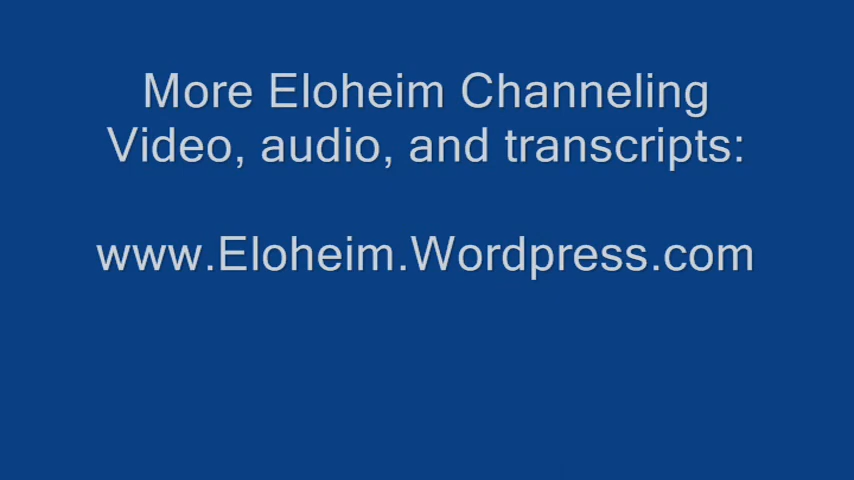 More Eloheim Channeling
Video, audio, and transcripts:
www.Eloheim.Wordpress.com